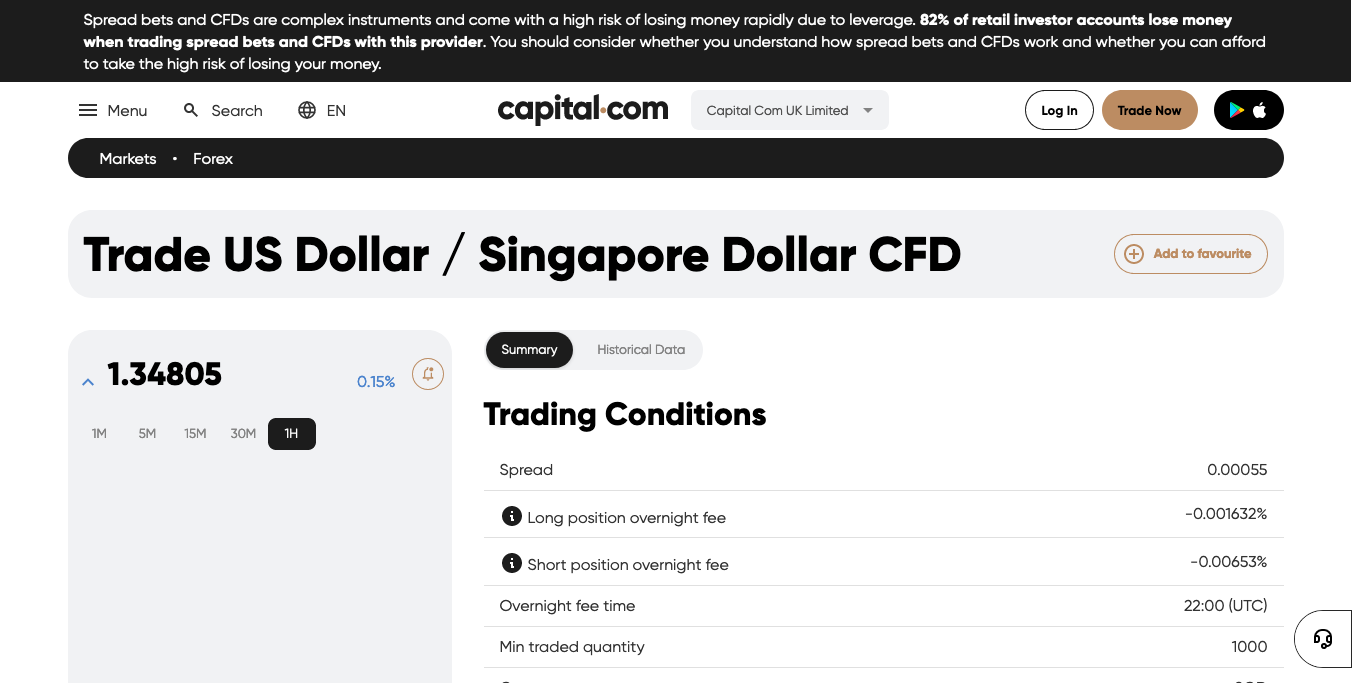 Spread bets and CFDs are complex instruments and come with a high risk of losing money rapidly due to leverage. 82% of retail investor accounts lose money
when trading spread bets and CFDs with this provider. You should consider whether you understand how spread bets and CFDs work and whether you can afford
to take the high risk of losing your money.
Menu Search EN capital.com Capital Com UK Limited Log In Trade Now
Markets • Forex
Trade US Dollar / Singapore Dollar CFD
Add to favourite
1.34805 0.15%
1M 5M 15M 30M 1H
Summary Historical Data
Trading Conditions
Spread 0.00055
Long position overnight fee -0.001632%
Short position overnight fee -0.00653%
Overnight fee time 22:00 (UTC)
Min traded quantity 1000